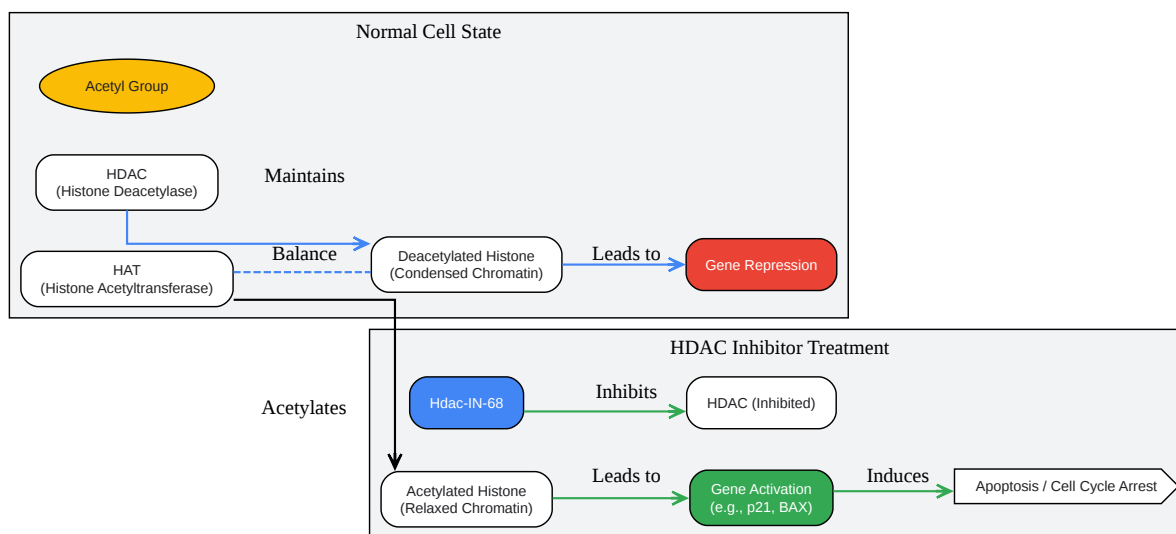 Normal Cell State
Acetyl Group
HDAC
(Histone Deacetylase)
Maintains
HAT
(Histone Acetyltransferase)
Balance
Deacetylated Histone
(Condensed Chromatin)
Leads to
Gene Repression
HDAC Inhibitor Treatment
Hdac-IN-68
Inhibits
HDAC (Inhibited)
Acetylates
Acetylated Histone
(Relaxed Chromatin)
Leads to
Gene Activation
(e.g., p21, BAX)
Induces
Apoptosis / Cell Cycle Arrest